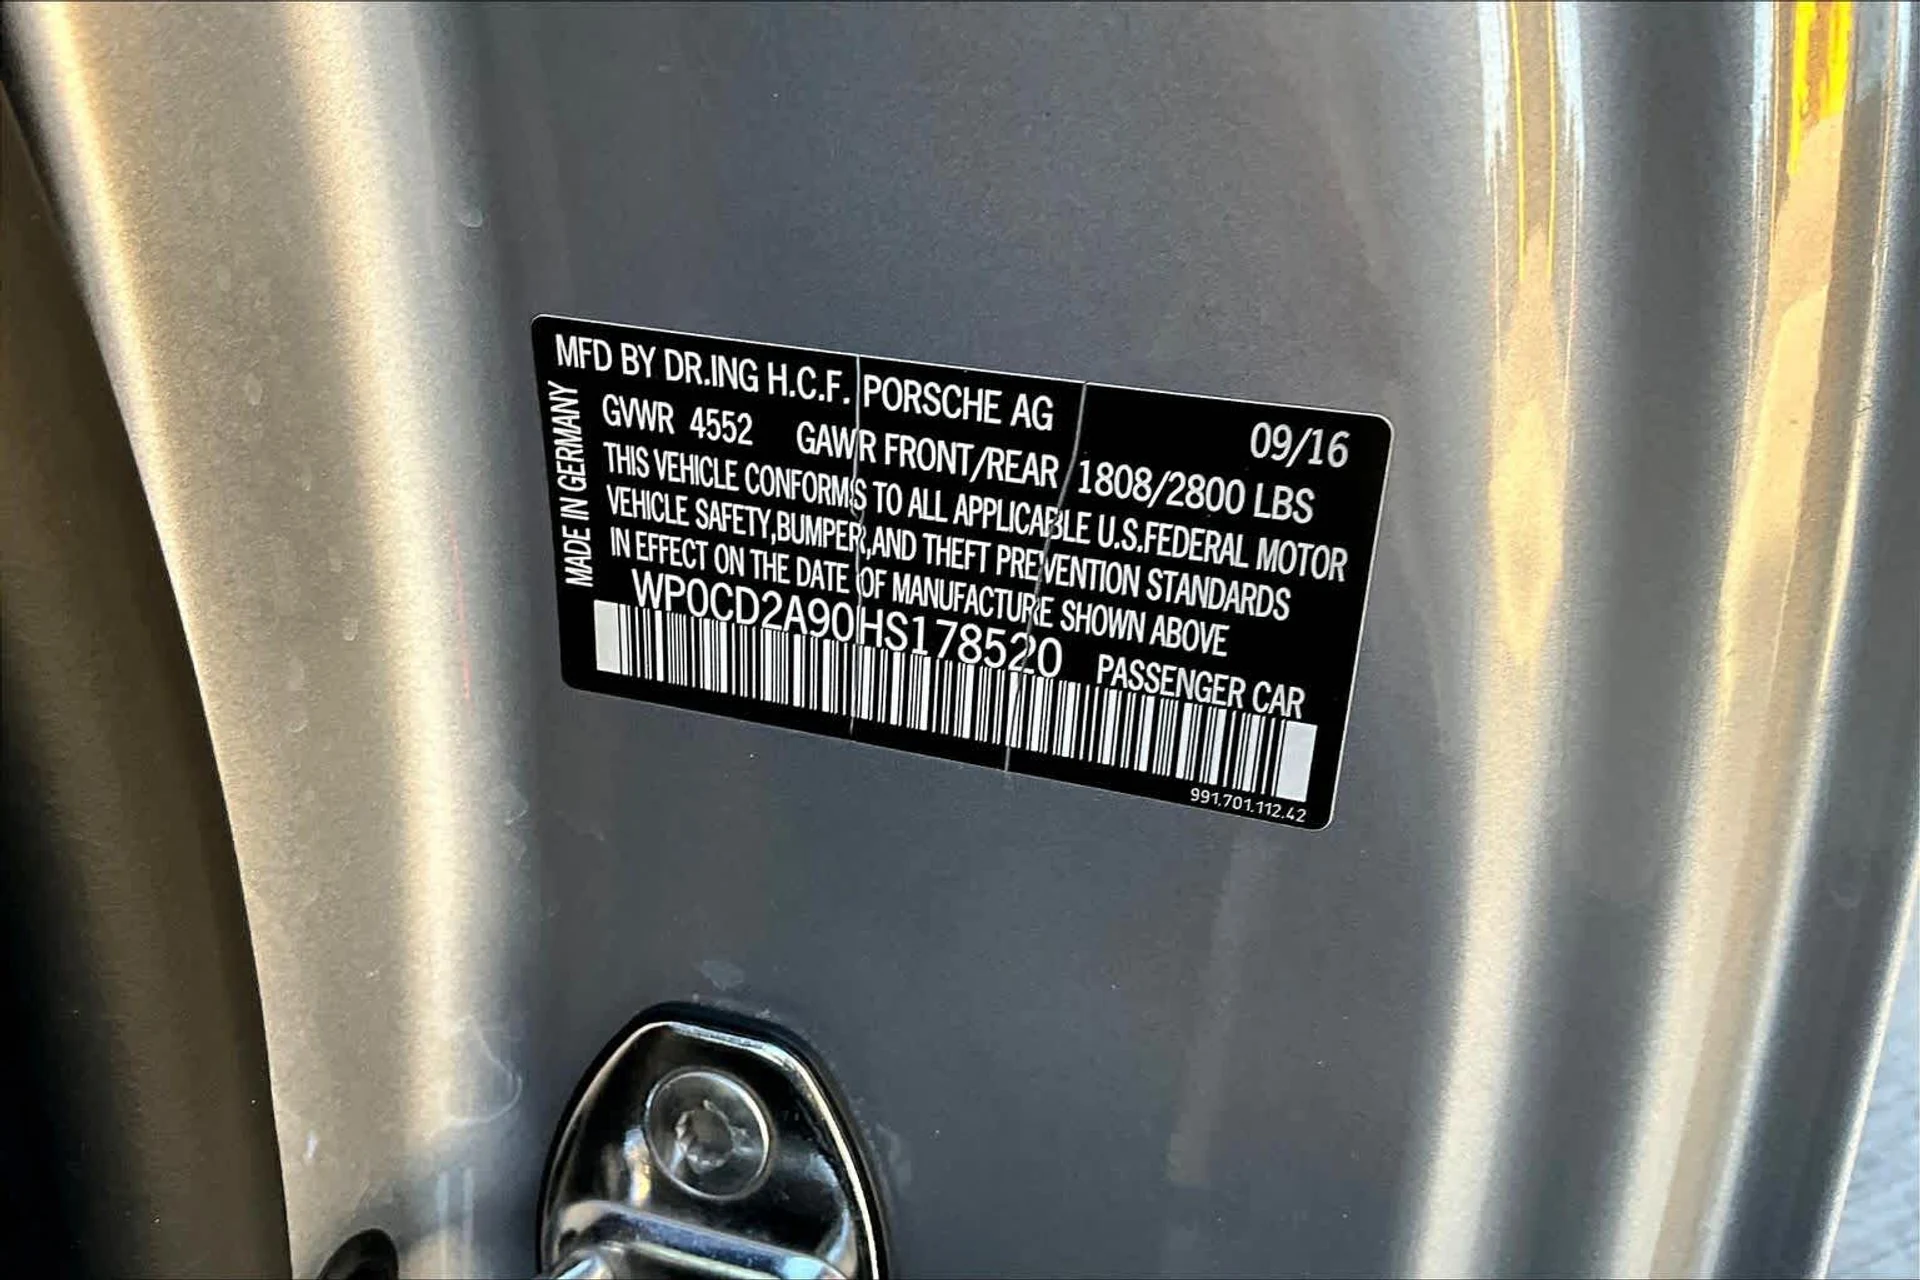 MFD BY DR.ING H.C.F. PORSCHE AG 09/16
MADE IN GERMANY
GVWR 4552 GAWR FRONT/REAR 1808/2800 LBS
THIS VEHICLE CONFORMS TO ALL APPLICABLE U.S.FEDERAL MOTOR
VEHICLE SAFETY,BUMPER,AND THEFT PREVENTION STANDARDS
IN EFFECT ON THE DATE OF MANUFACTURE SHOWN ABOVE
WP0CD2A90HS178520 PASSENGER CAR
991.701.112.42